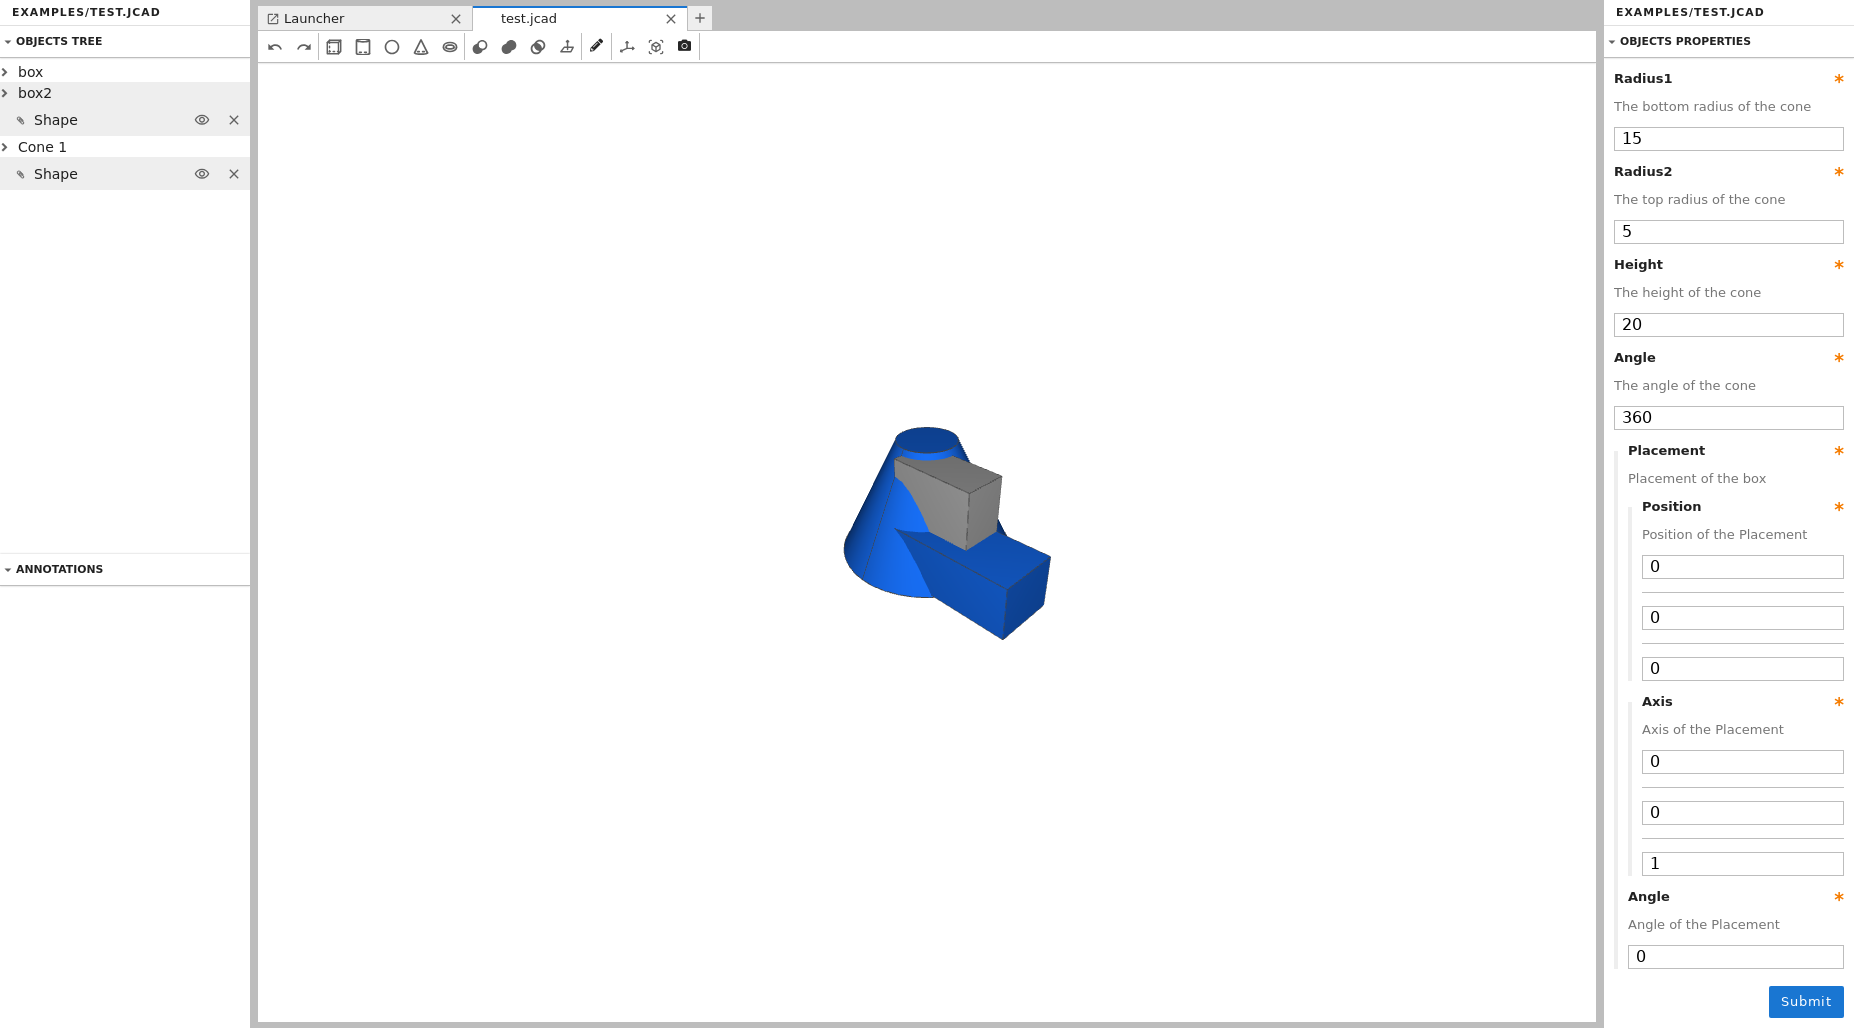 EXAMPLES/TEST.JCAD
OBJECTS TREE
box
box2
Shape
Cone 1
Shape
ANNOTATIONS
Launcher
test.jcad
EXAMPLES/TEST.JCAD
OBJECTS PROPERTIES
Radius1 *
The bottom radius of the cone
15
Radius2 *
The top radius of the cone
5
Height *
The height of the cone
20
Angle *
The angle of the cone
360
Placement *
Placement of the box
Position *
Position of the Placement
0
0
0
Axis *
Axis of the Placement
0
0
1
Angle *
Angle of the Placement
0
Submit